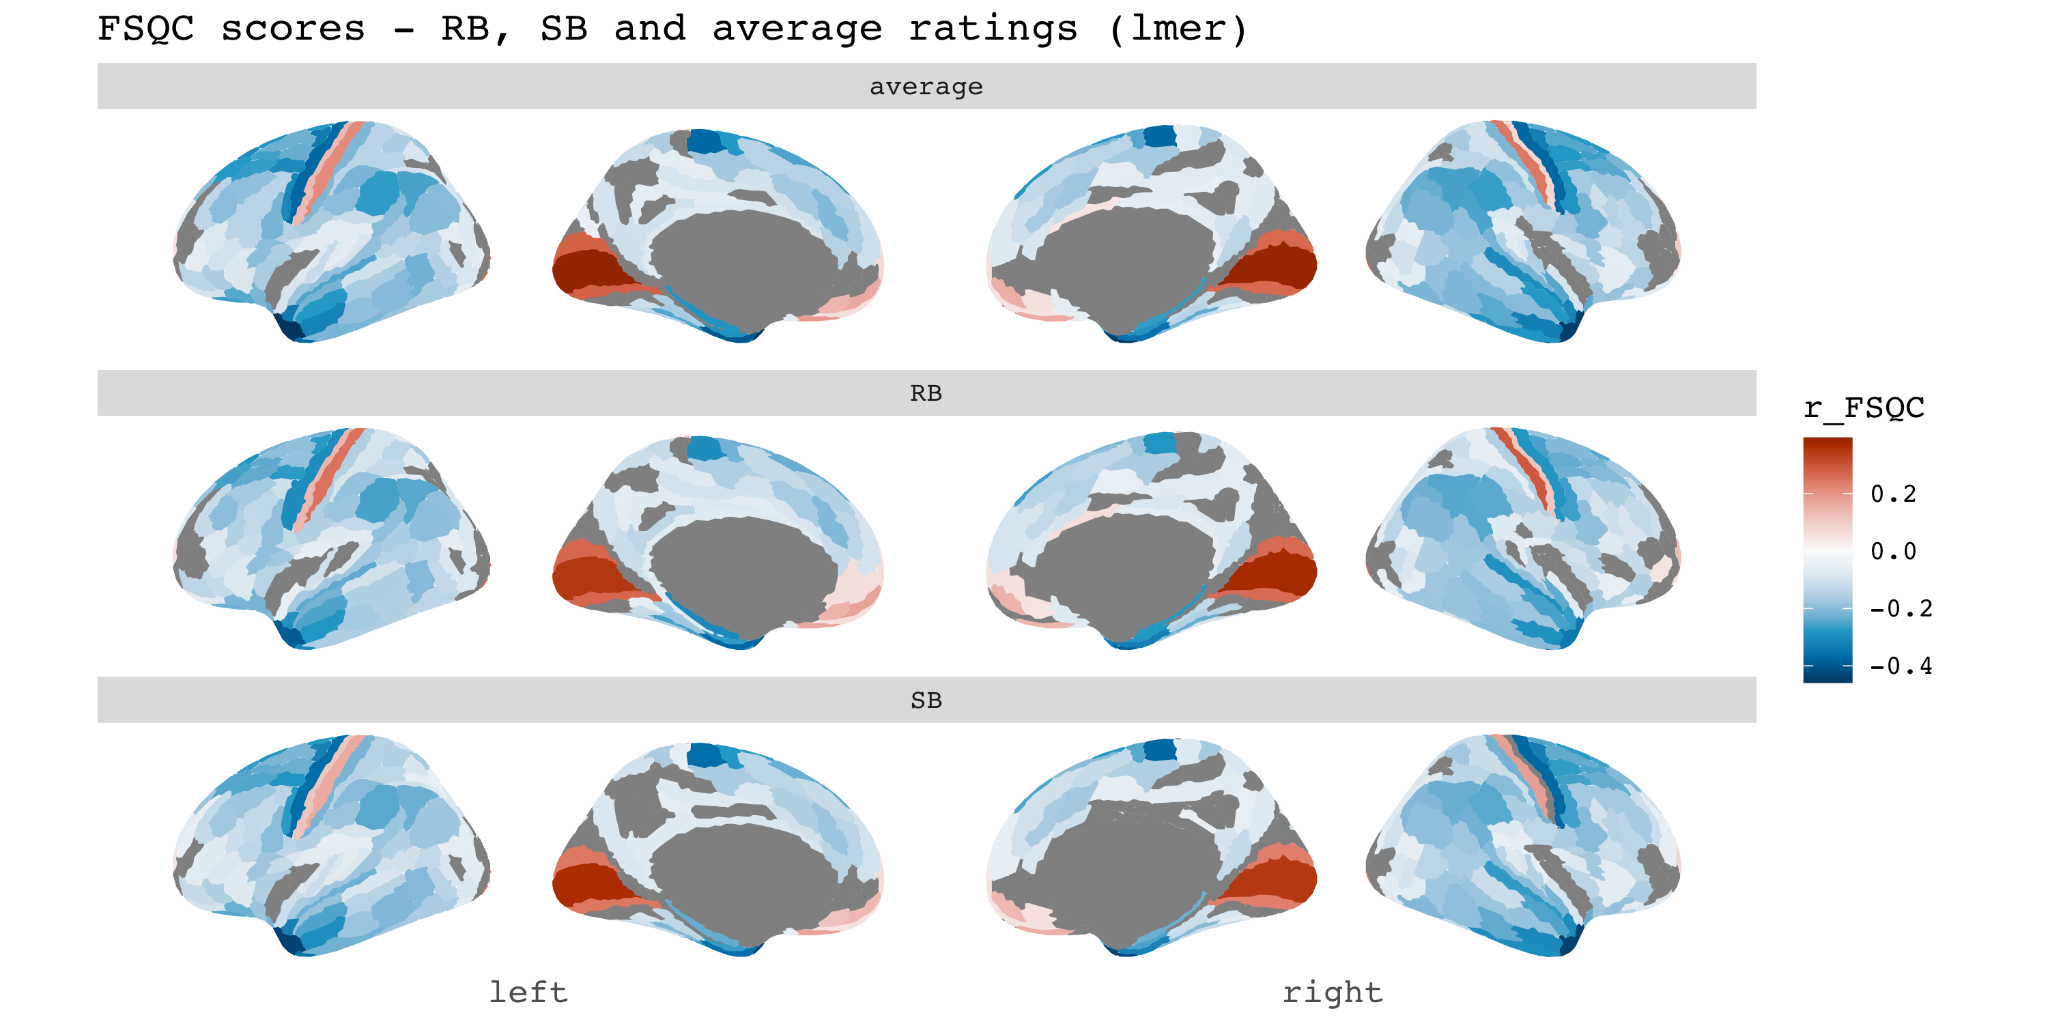 FSQC scores - RB, SB and average ratings (lmer)
average
RB
r_FSQC
0.2
0.0
-0.2
-0.4
SB
left
right